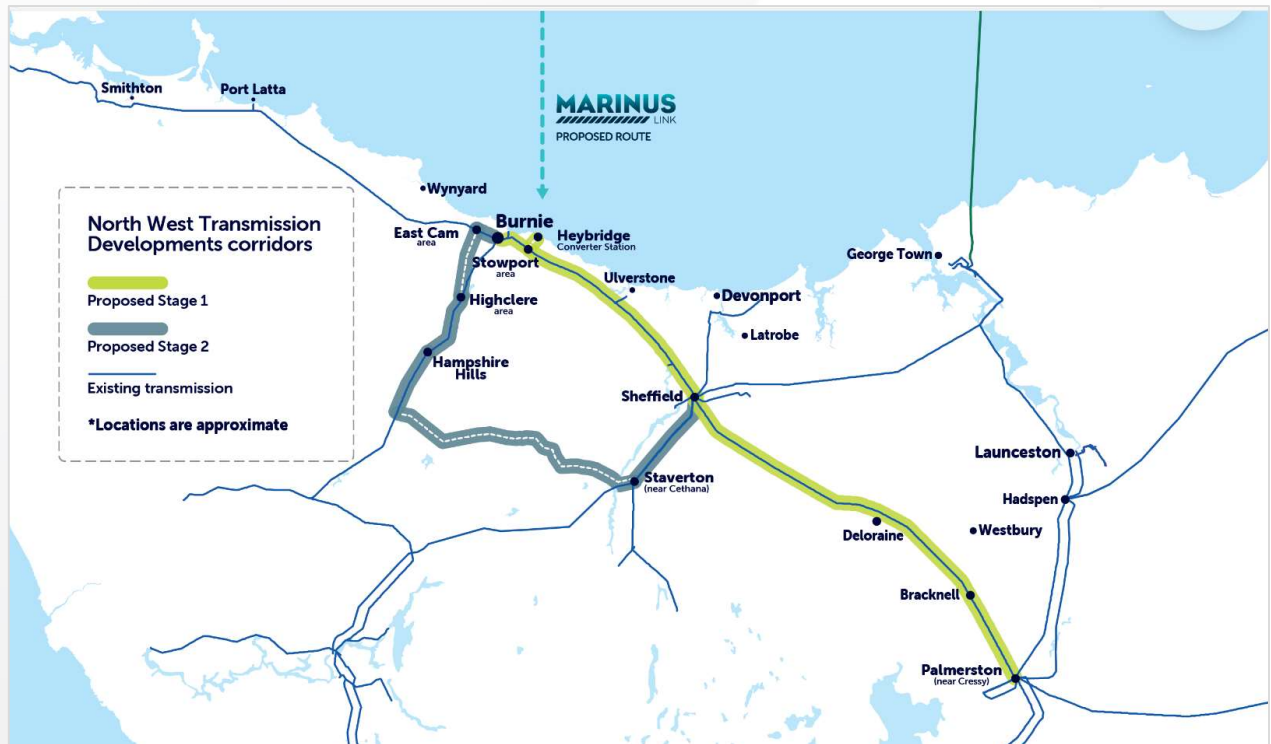 MARINUS
LINK
PROPOSED ROUTE
Smithton
Port Latta
Wynyard
North West Transmission
Developments corridors
Proposed Stage 1
Proposed Stage 2
Existing transmission
*Locations are approximate
Burnie
East Cam
area
Heybridge
Converter Station
Stowport
area
George Town
Ulverstone
Highclere
area
Devonport
Latrobe
Hampshire
Hills
Sheffield
Launceston
Staverton
(near Cethana)
Hadspen
Westbury
Deloraine
Bracknell
Palmerston
(near Cressy)